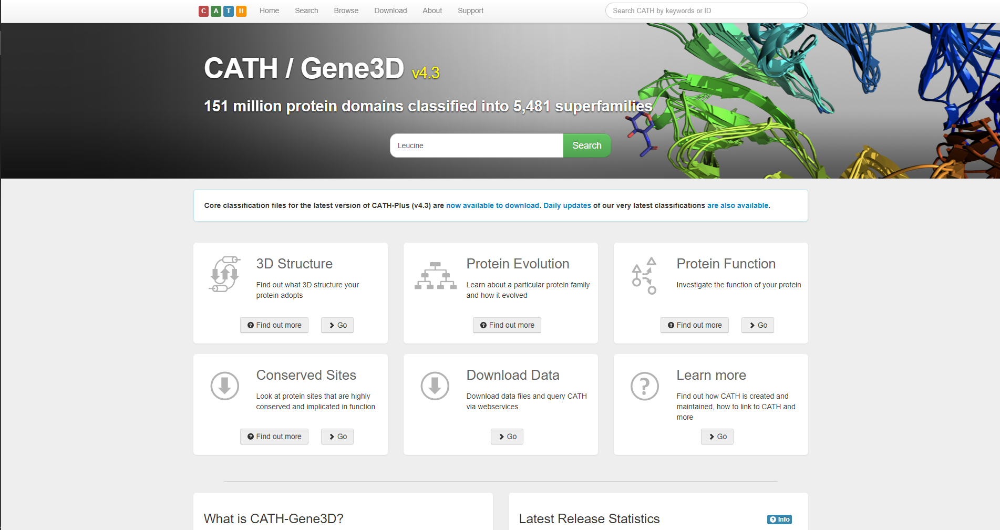 C A T H Home Search Browse Download About Support Search CATH by keywords or ID
CATH / Gene3D v4.3
151 million protein domains classified into 5,481 superfamilies
Leucine Search
Core classification files for the latest version of CATH-Plus (v4.3) are now available to download. Daily updates of our very latest classifications are also available.
3D Structure
Find out what 3D structure your
protein adopts
? Find out more Go
Protein Evolution
Learn about a particular protein family
and how it evolved
? Find out more
Protein Function
Investigate the function of your protein
? Find out more Go
Conserved Sites
Look at protein sites that are highly
conserved and implicated in function
? Find out more Go
Download Data
Download data files and query CATH
via webservices
Go
?
Learn more
Find out how CATH is created and
maintained, how to link to CATH and
more
Go
What is CATH-Gene3D?
Latest Release Statistics ? Info